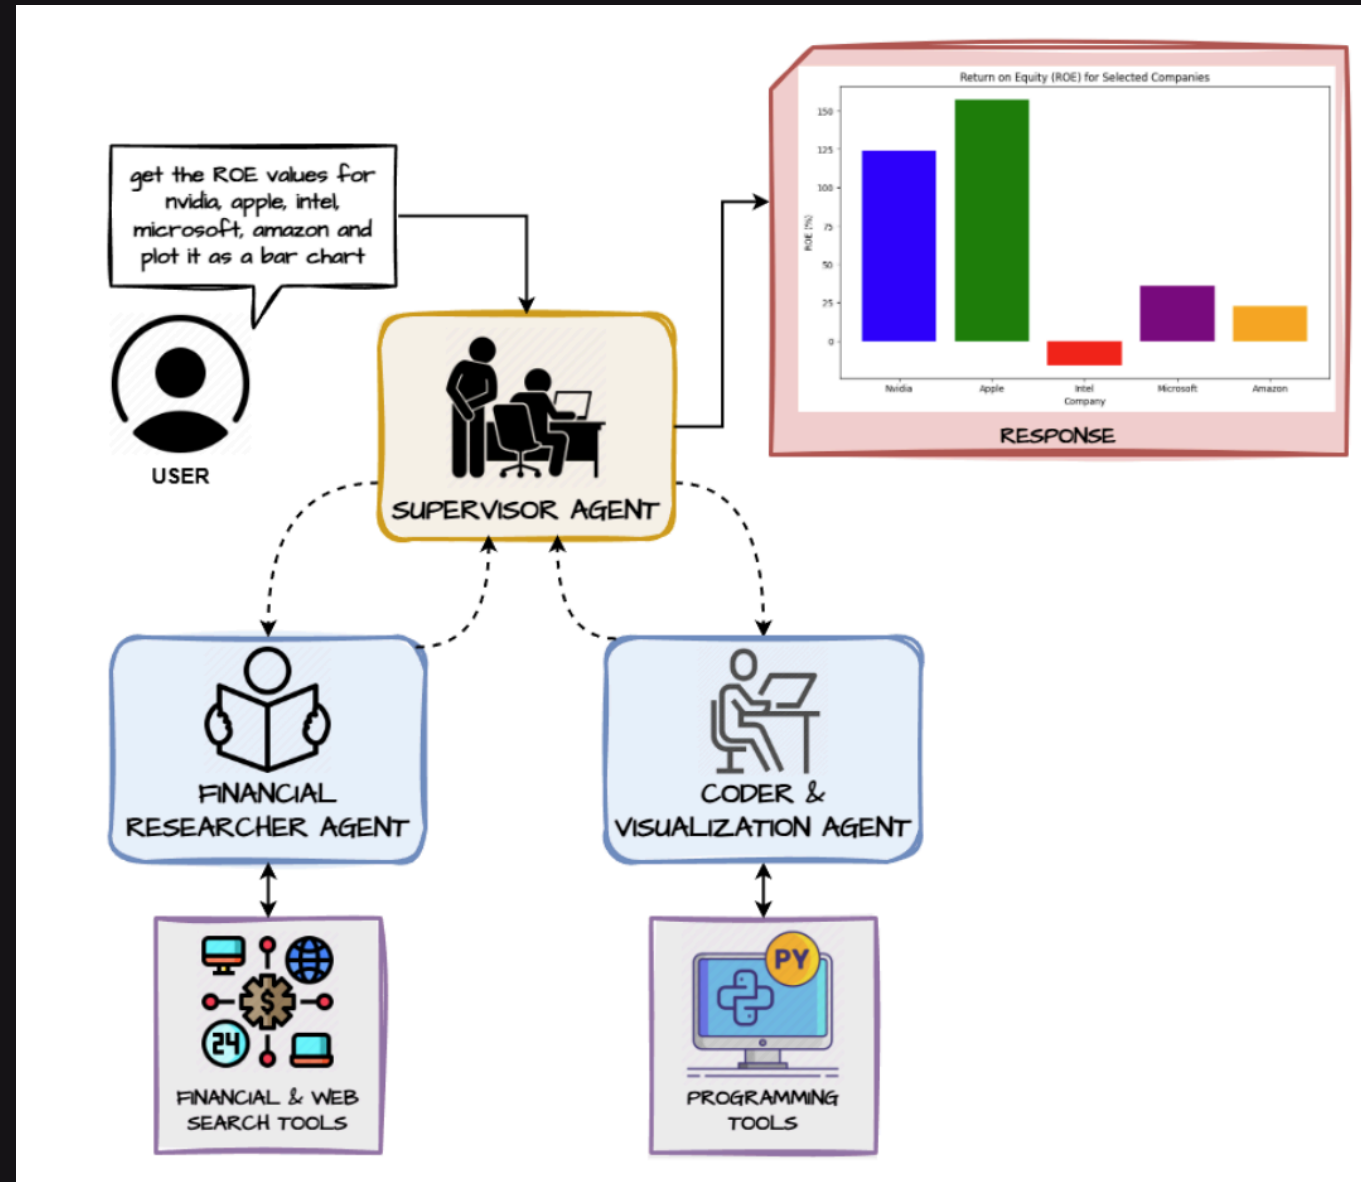 get the ROE values for
nvidia, apple, intel,
microsoft, amazon and
plot it as a bar chart
USER
SUPERVISOR AGENT
Return on Equity (ROE) for Selected Companies
ROE (%)
150
125
100
75
50
25
0
Nvidia Apple Intel Microsoft Amazon
Company
RESPONSE
FINANCIAL
RESEARCHER AGENT
CODER &
VISUALIZATION AGENT
$
24
FINANCIAL & WEB
SEARCH TOOLS
PY
PROGRAMMING
TOOLS